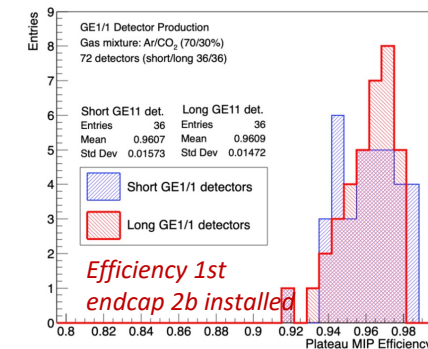 9
8
7
6
5
4
3
2
1
0
Entries
GE1/1 Detector Production
Gas mixture: Ar/CO₂ (70/30%)
72 detectors (short/long 36/36)
Short GE11 det. Long GE11 det.
Entries 36 Entries 36
Mean 0.9607 Mean 0.9609
Std Dev 0.01573 Std Dev 0.01472
Short GE1/1 detectors
Long GE1/1 detectors
Efficiency 1st
endcap 2b installed
0.8 0.82 0.84 0.86 0.88 0.9 0.92 0.94 0.96 0.98
Plateau MIP Efficiency